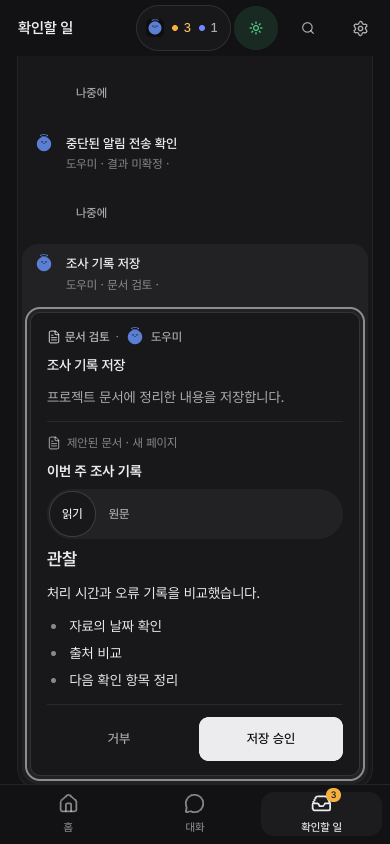 확인할 일
3 1
나중에
중단된 알림 전송 확인
도우미 · 결과 미확정 ·
나중에
조사 기록 저장
도우미 · 문서 검토 ·
문서 검토 · 도우미
조사 기록 저장
프로젝트 문서에 정리한 내용을 저장합니다.
제안된 문서 · 새 페이지
이번 주 조사 기록
읽기 원문
관찰
처리 시간과 오류 기록을 비교했습니다.
• 자료의 날짜 확인
• 출처 비교
• 다음 확인 항목 정리
거부 저장 승인
3
홈 대화 확인할 일